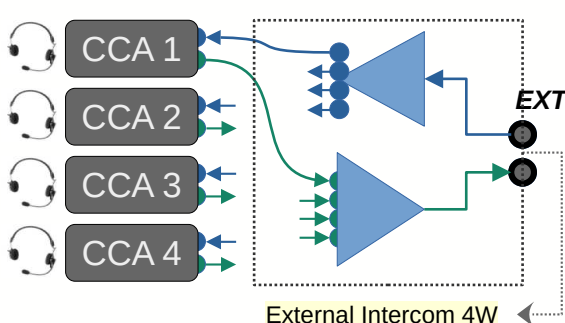 CCA 1
EXT
CCA 2
CCA 3
CCA 4
External Intercom 4W